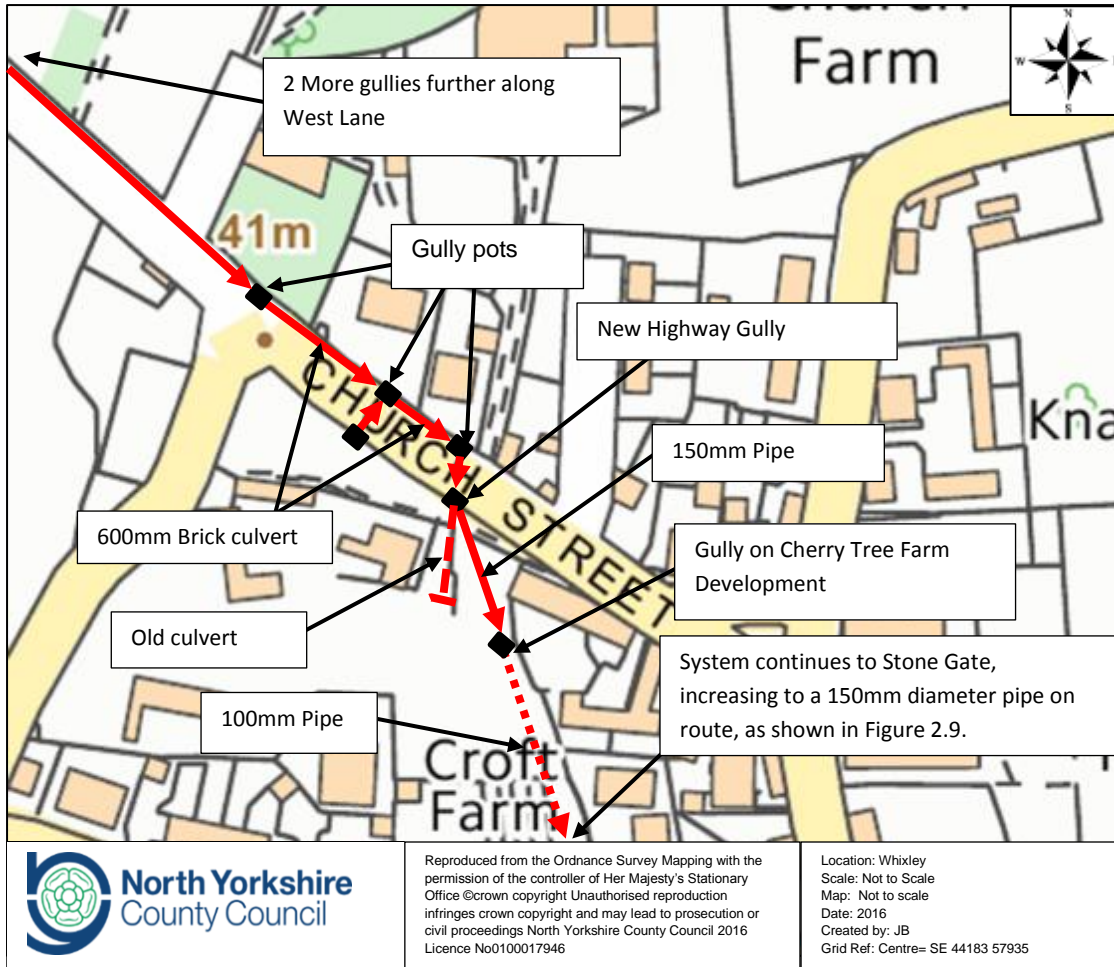 Church
Farm
N
W
S
2 More gullies further along
West Lane
41m
Gully pots
New Highway Gully
CHURCH STREET
Kna
150mm Pipe
600mm Brick culvert
Gully on Cherry Tree Farm
Development
Old culvert
System continues to Stone Gate,
increasing to a 150mm diameter pipe on
route, as shown in Figure 2.9.
100mm Pipe
Croft
Farm
North Yorkshire
County Council
Reproduced from the Ordnance Survey Mapping with the
permission of the controller of Her Majesty's Stationary
Office ©crown copyright Unauthorised reproduction
infringes crown copyright and may lead to prosecution or
civil proceedings North Yorkshire County Council 2016
Licence No0100017946
Location: Whixley
Scale: Not to Scale
Map: Not to scale
Date: 2016
Created by: JB
Grid Ref: Centre= SE 44183 57935